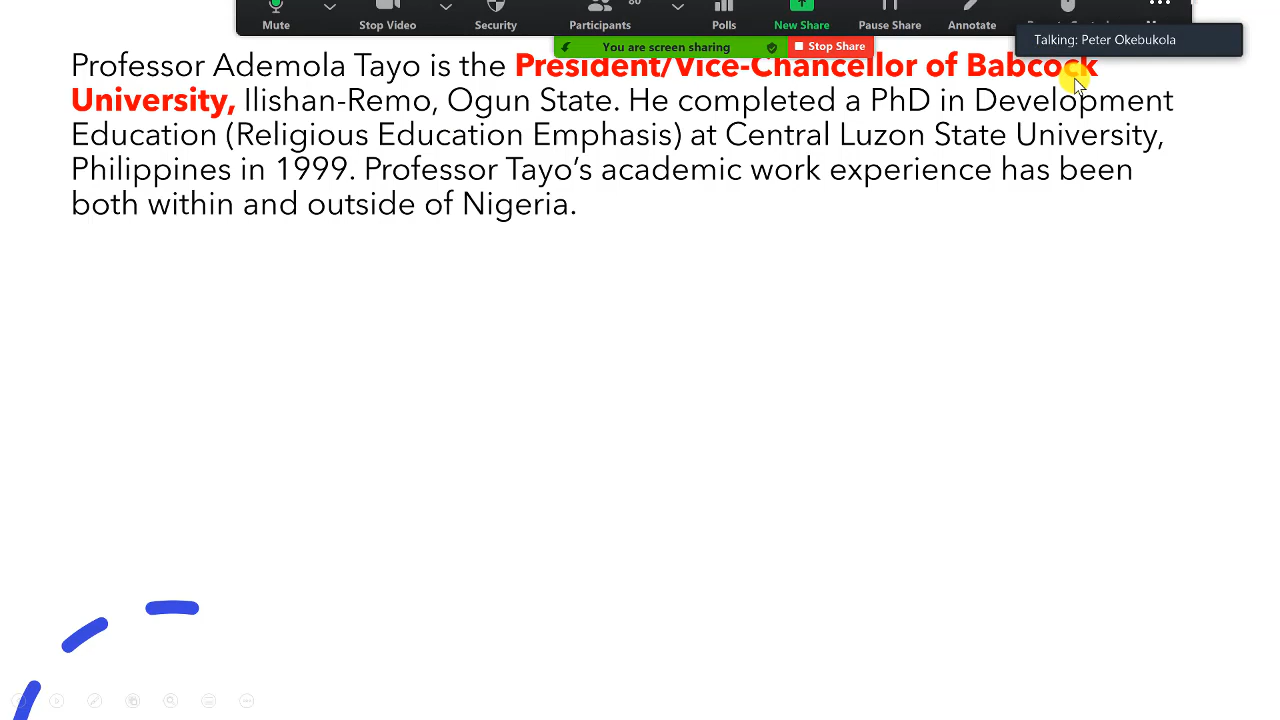 80
Mute Stop Video Security Participants Polls New Share Pause Share Annotate
Talking: Peter Okebukola
You are screen sharing Stop Share
Professor Ademola Tayo is the President/Vice-Chancellor of Babcock
University, Ilishan-Remo, Ogun State. He completed a PhD in Development
Education (Religious Education Emphasis) at Central Luzon State University,
Philippines in 1999. Professor Tayo’s academic work experience has been
both within and outside of Nigeria.